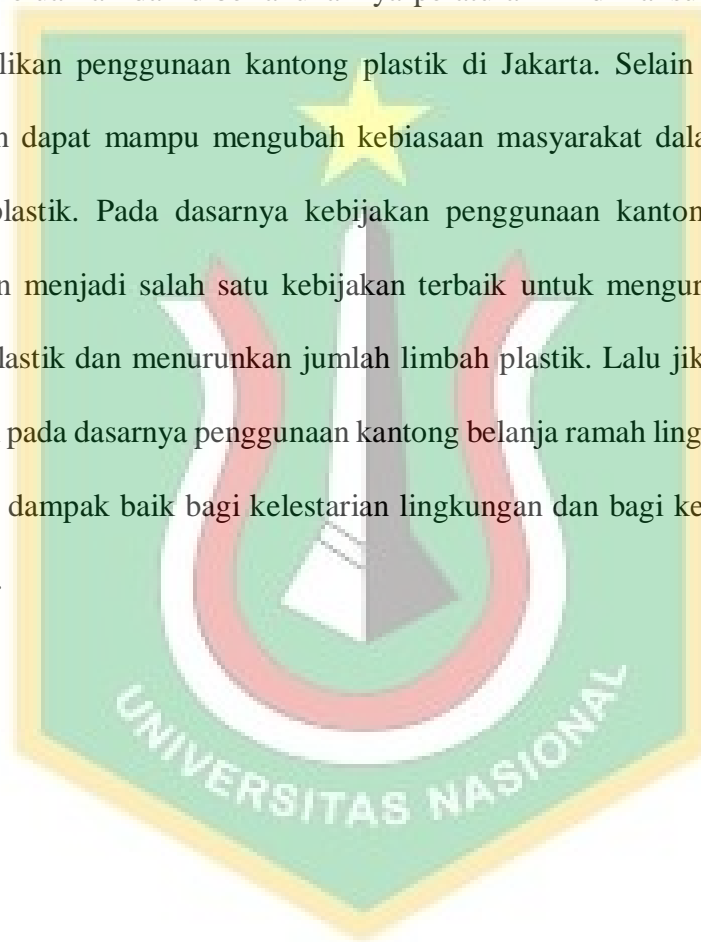 likan penggunaan kantong plastik di Jakarta. Selain
dapat mampu mengubah kebiasaan masyarakat dala
plastik. Pada dasarnya kebijakan penggunaan kanton
n menjadi salah satu kebijakan terbaik untuk mengur
lastik dan menurunkan jumlah limbah plastik. Lalu jik
pada dasarnya penggunaan kantong belanja ramah ling
dampak baik bagi kelestarian lingkungan dan bagi ke
UNIVERSITAS NASIONAL